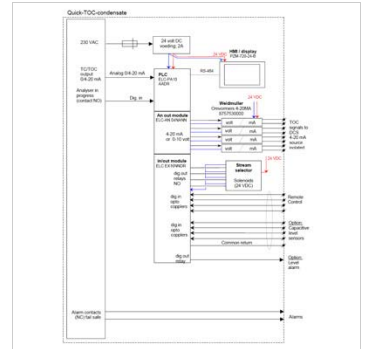 Quick-TOC-condensate
230 VAC
24 volt DC
voeding; 2A
24 VDC
HMI / display
TC/TOC
output
0/4-20 mA
Analog 0/4-20 mA
PLC
RS-484
Analyser in
progress
(contact NO)
Dig. in
24 VDC
Weidmuller
An out module
4-20 mA
or 0-10 volt
volt mA
volt mA
volt mA
volt mA
TOC
signals to
DCS
4-20 mA
source
isolated
In/out module
dig out
relays
NO
Stream
selector
Solenoids
(24 VDC)
24 VDC
dig in
opto
couplers
Remote
Control
dig in
opto
couplers
Option:
Capacitive
level
sensors
Common return
dig out
relay
Option:
Level
alarm
Alarm contacts
(NC) fail safe
Alarms